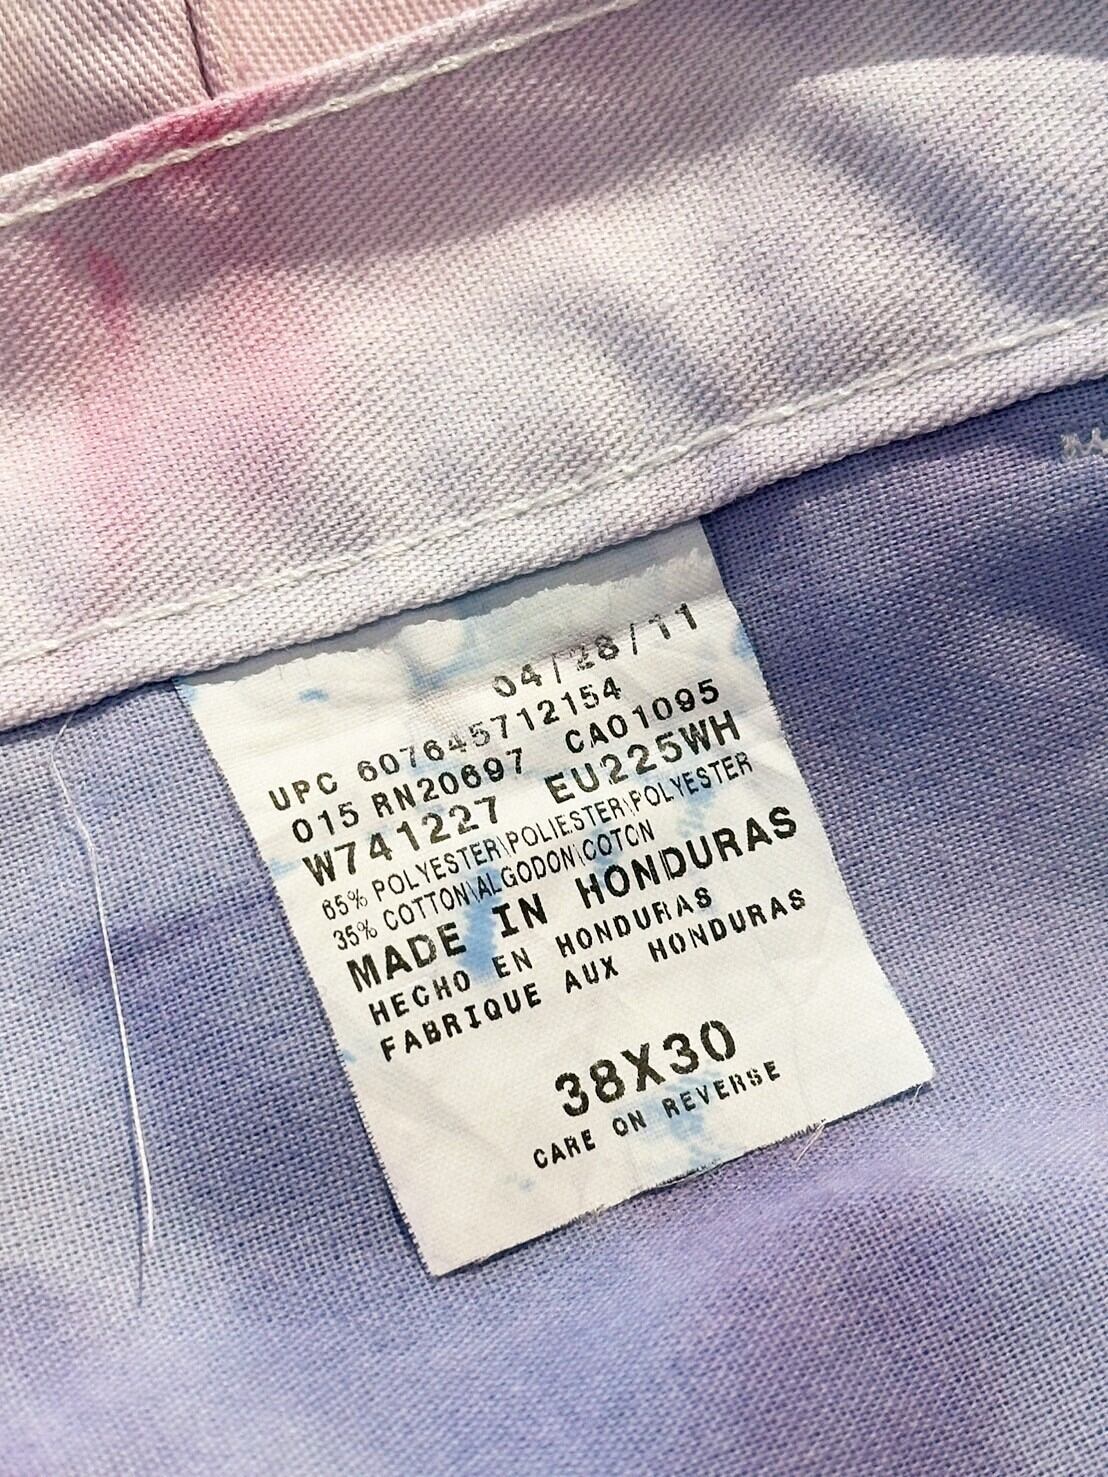 04/28/11
UPC 607645712154
015 RN20697 CA01095
W741227 EU225WH
65% POLYESTER\POLIESTER\POLYESTER
35% COTTON\ALGODON\COTON
MADE IN HONDURAS
HECHO EN HONDURAS
FABRIQUE AUX HONDURAS
38X30
CARE ON REVERSE